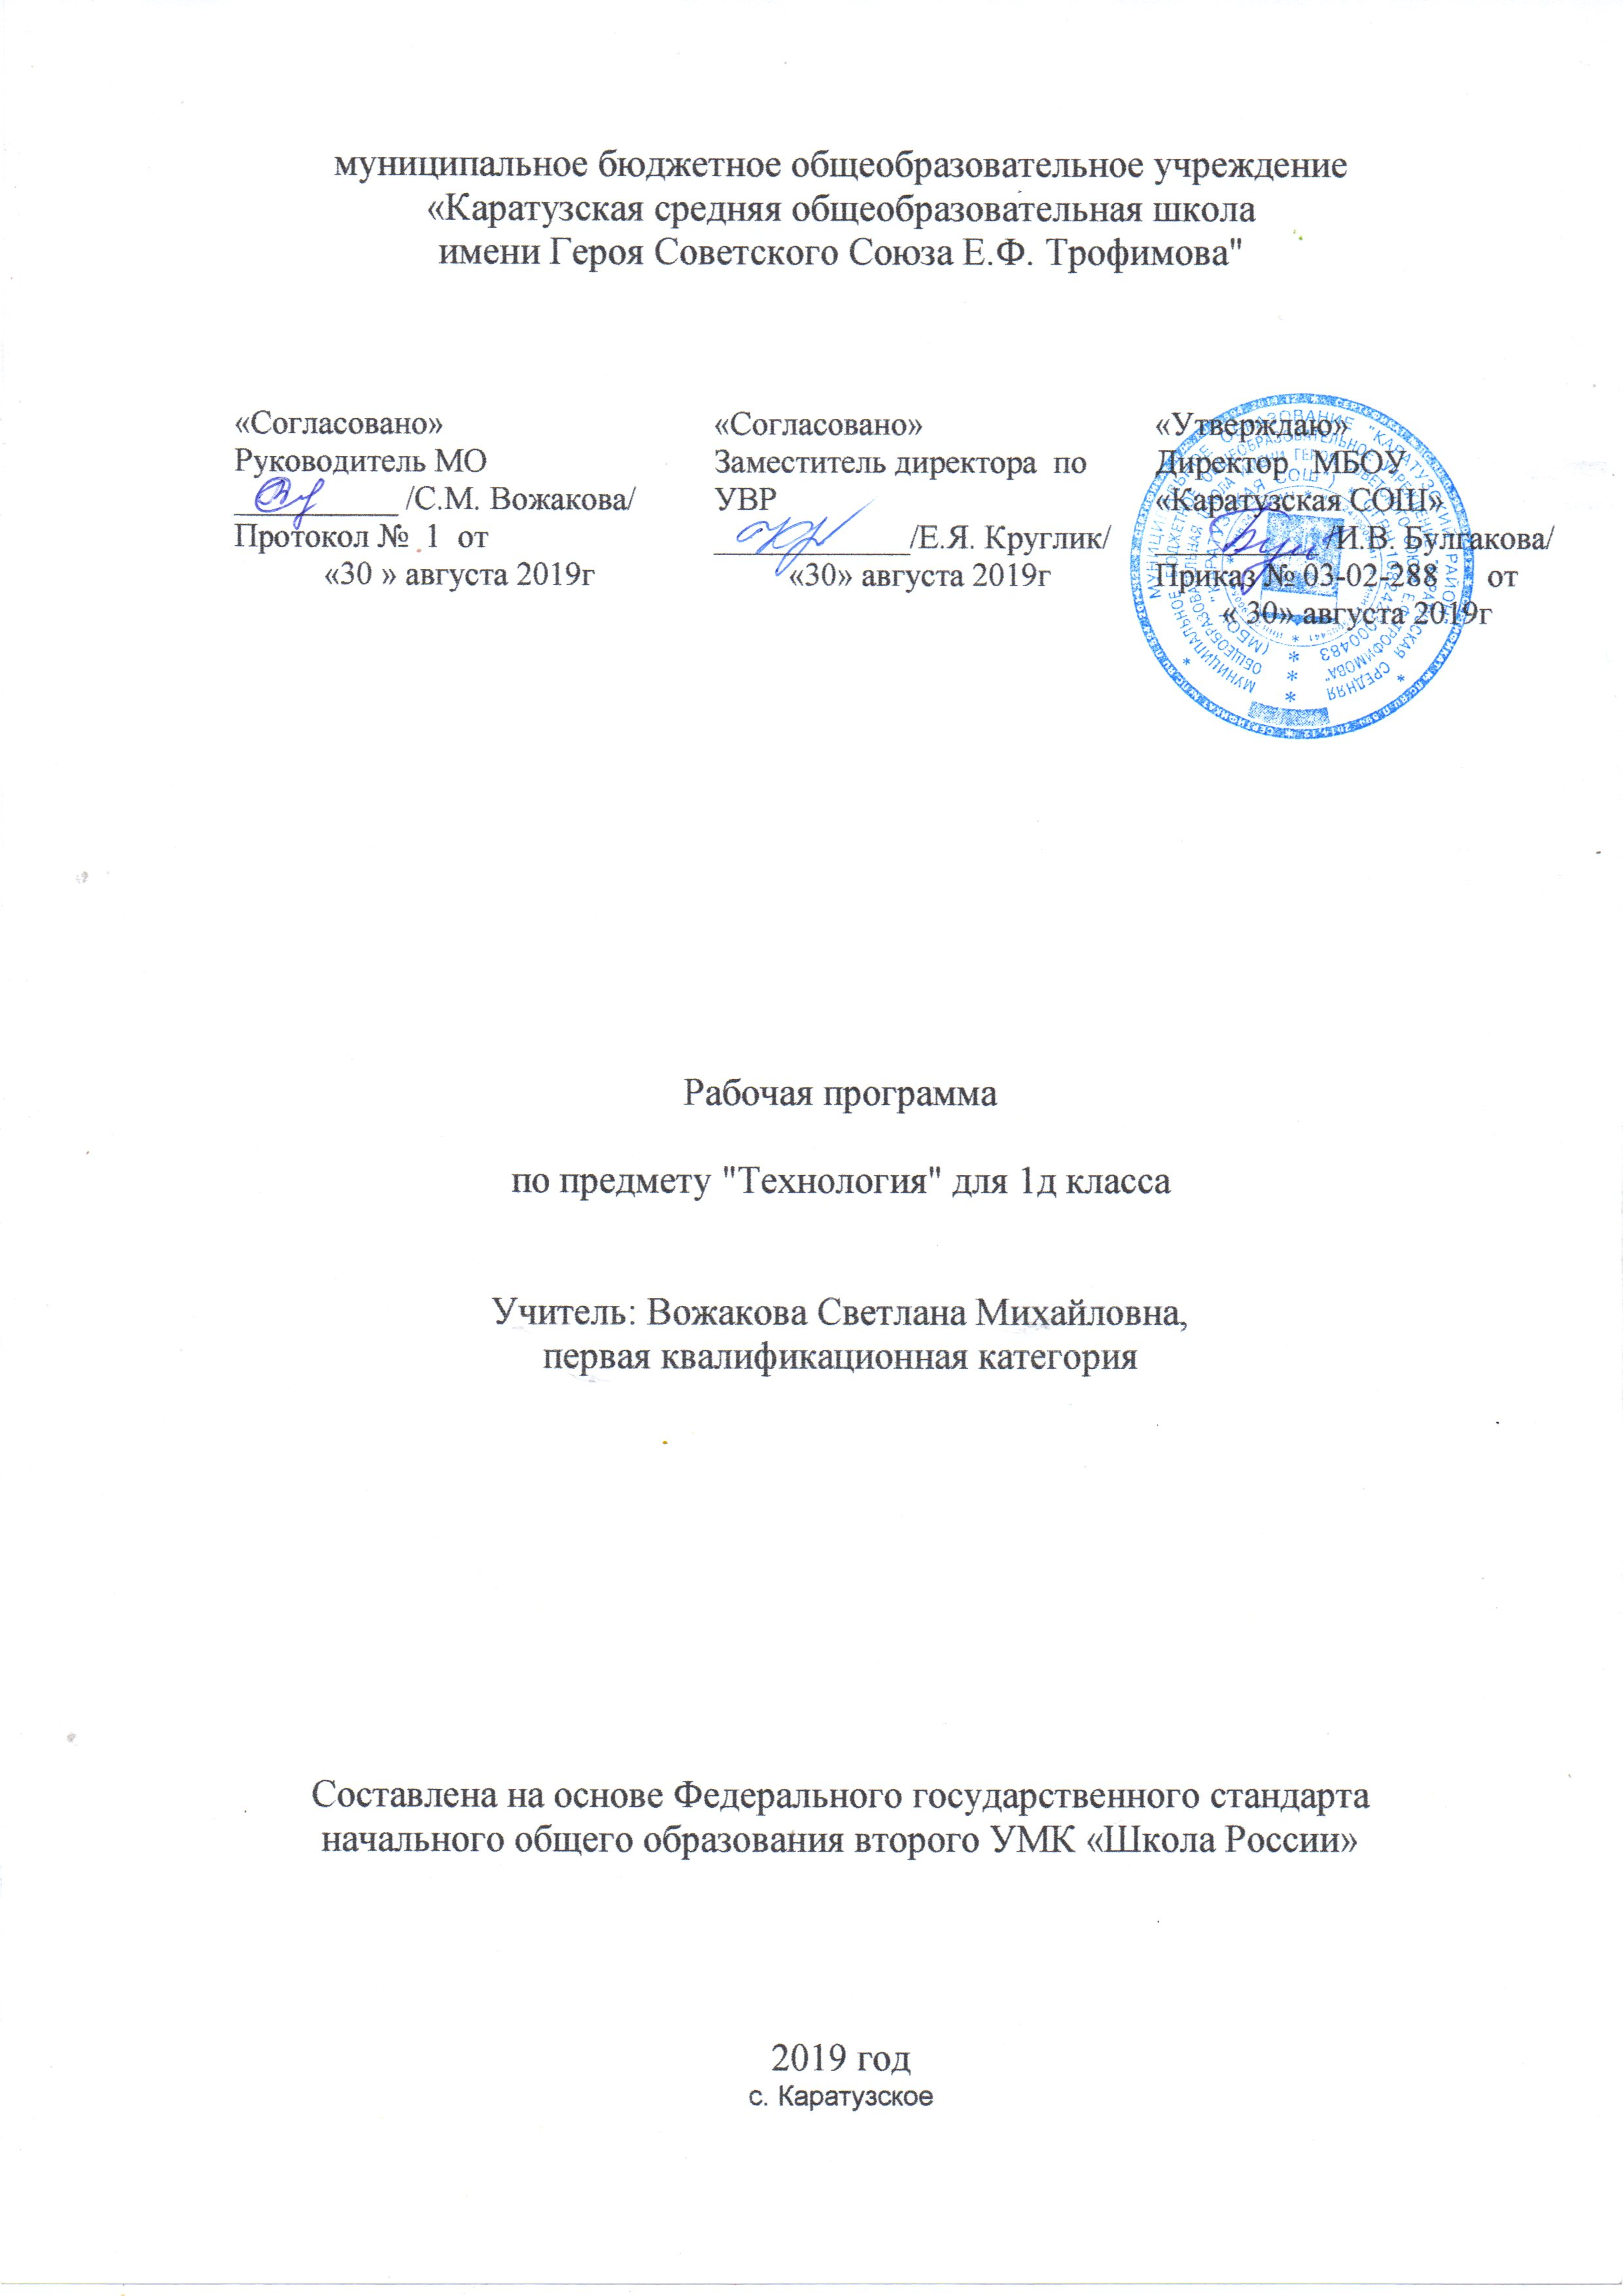 муниципальное бюджетное общеобразовательное учреждение
«Каратузская средняя общеобразовательная школа
имени Героя Советского Союза Е.Ф. Трофимова"
«Согласовано»
Руководитель МО
__________ /С.М. Вожакова/
Протокол № 1 от
«30 » августа 2019г
«Согласовано»
Заместитель директора по
УВР
____________/Е.Я. Круглик/
«30» августа 2019г
«Утверждаю»
Директор МБОУ
«Каратузская СОШ»
__________/И.В. Булгакова/
Приказ № 03-02-288 от
« 30» августа 2019г
Рабочая программа
по предмету "Технология" для 1д класса
Учитель: Вожакова Светлана Михайловна,
первая квалификационная категория
Составлена на основе Федерального государственного стандарта
начального общего образования второго УМК «Школа России»
2019 год
с. Каратузское